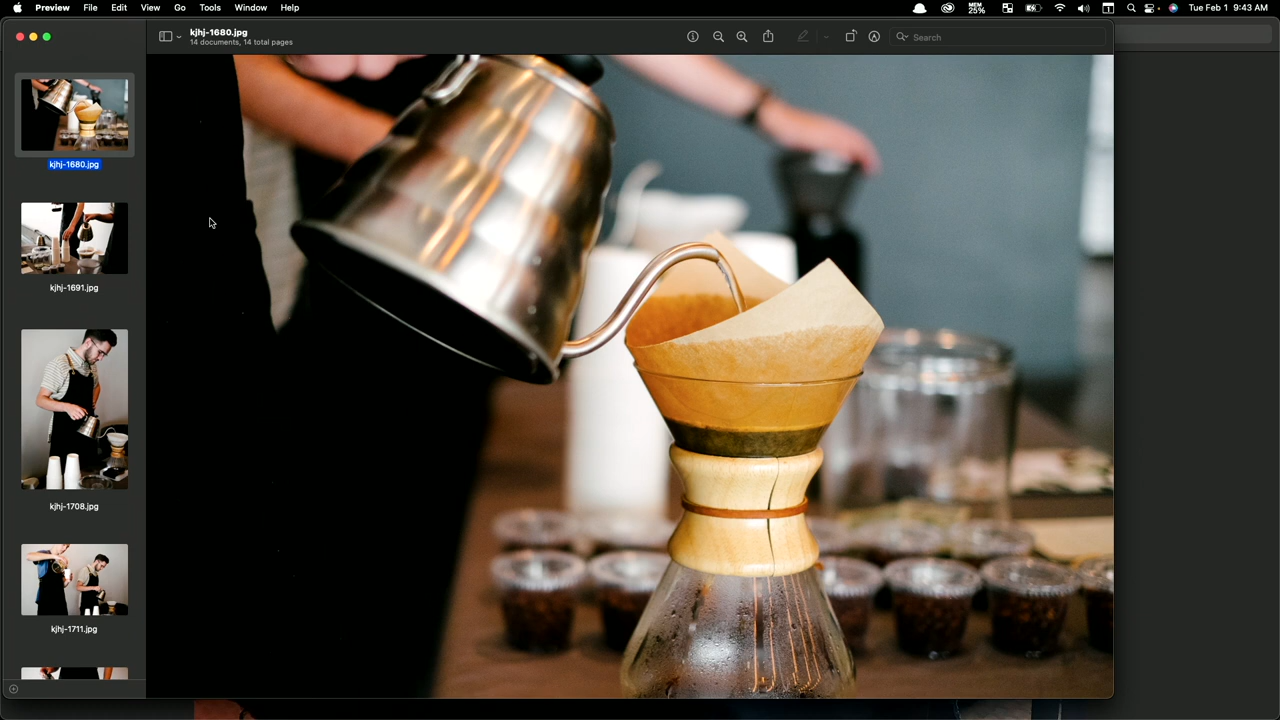 Preview File Edit View Go Tools Window Help
MEM
25%
Tue Feb 1 9:43 AM
kjhj-1680.jpg
14 documents, 14 total pages
Search
kjhj-1680.jpg
kjhj-1691.jpg
kjhj-1708.jpg
kjhj-1711.jpg